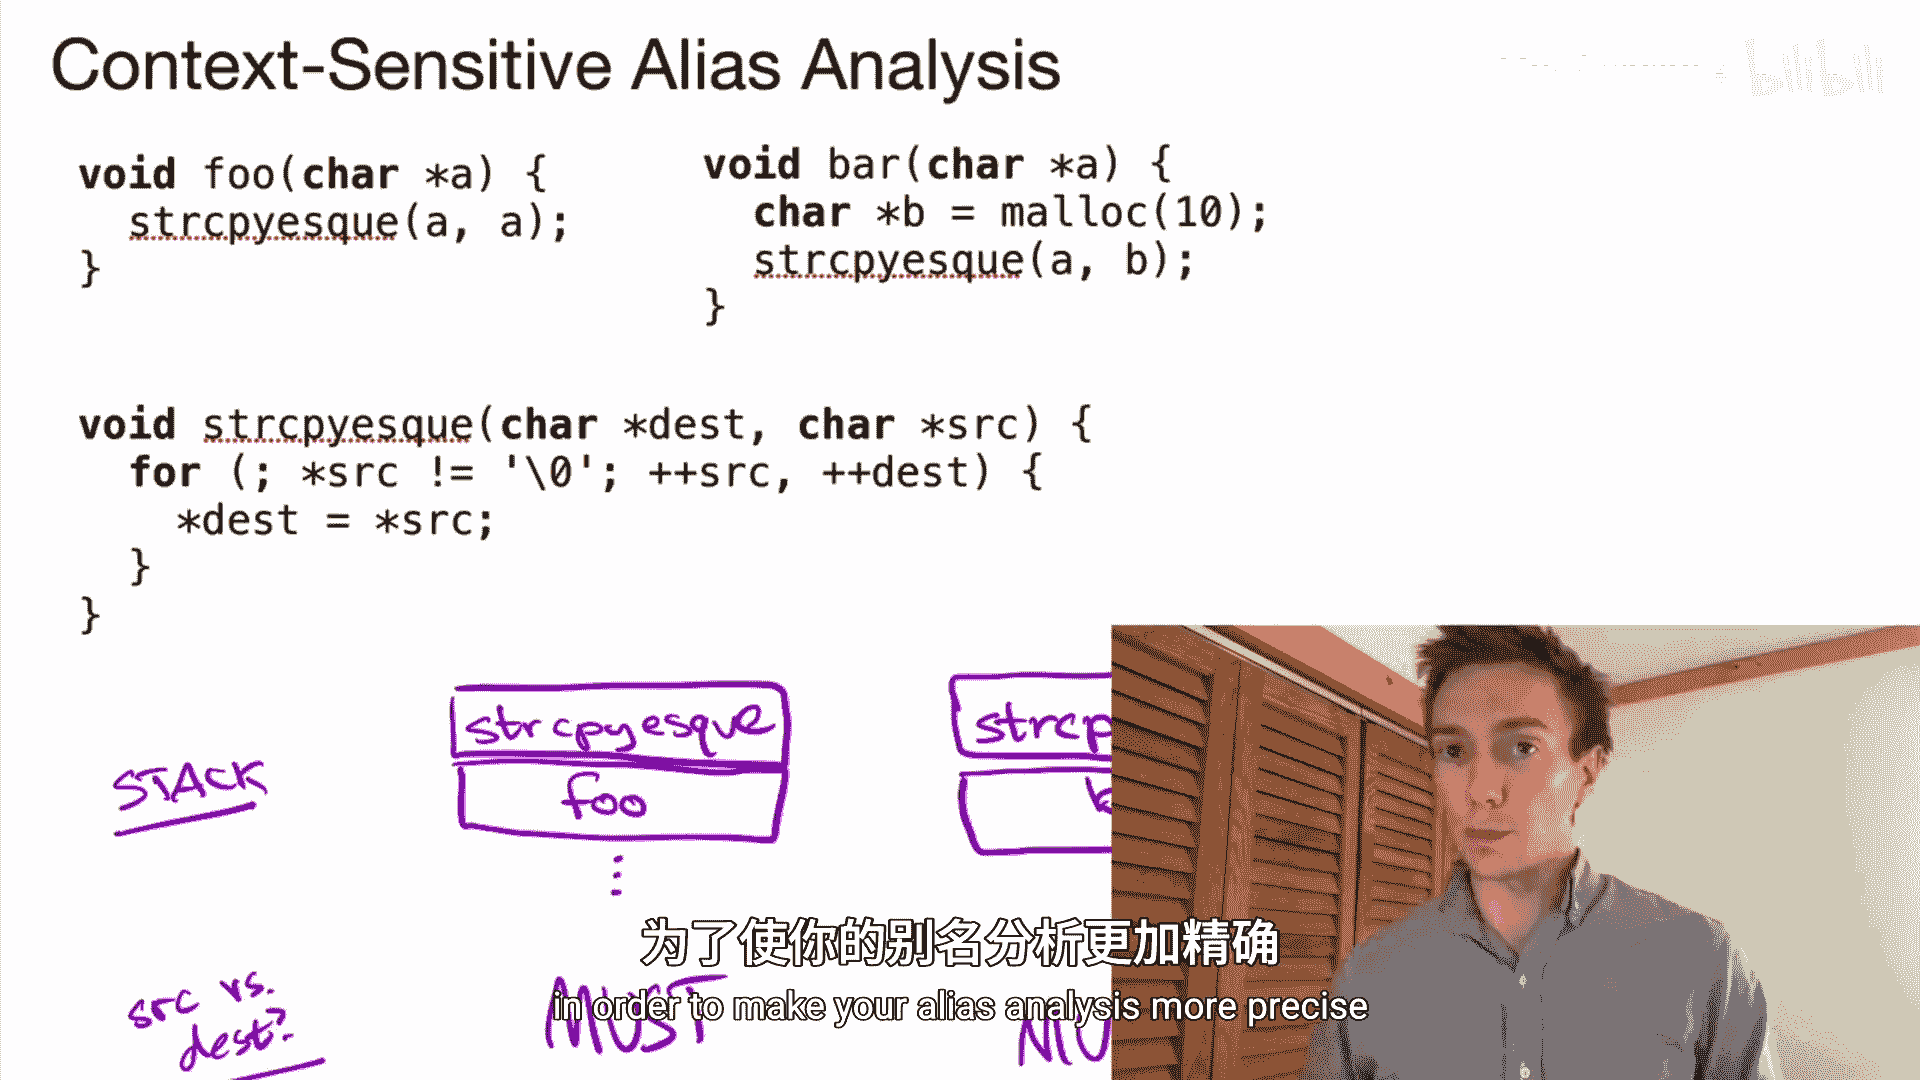 Context-Sensitive Alias Analysis
bilibili
void foo(char *a) {
  strcpyesque(a, a);
}
void bar(char *a) {
  char *b = malloc(10);
  strcpyesque(a, b);
}
void strcpyesque(char *dest, char *src) {
  for (; *src != '\0'; ++src, ++dest) {
    *dest = *src;
  }
}
STACK
strcpyesque
foo
⋮
strcp
src vs.
dest?
MUST
为了使你的别名分析更加精确
in order to make your alias analysis more precise